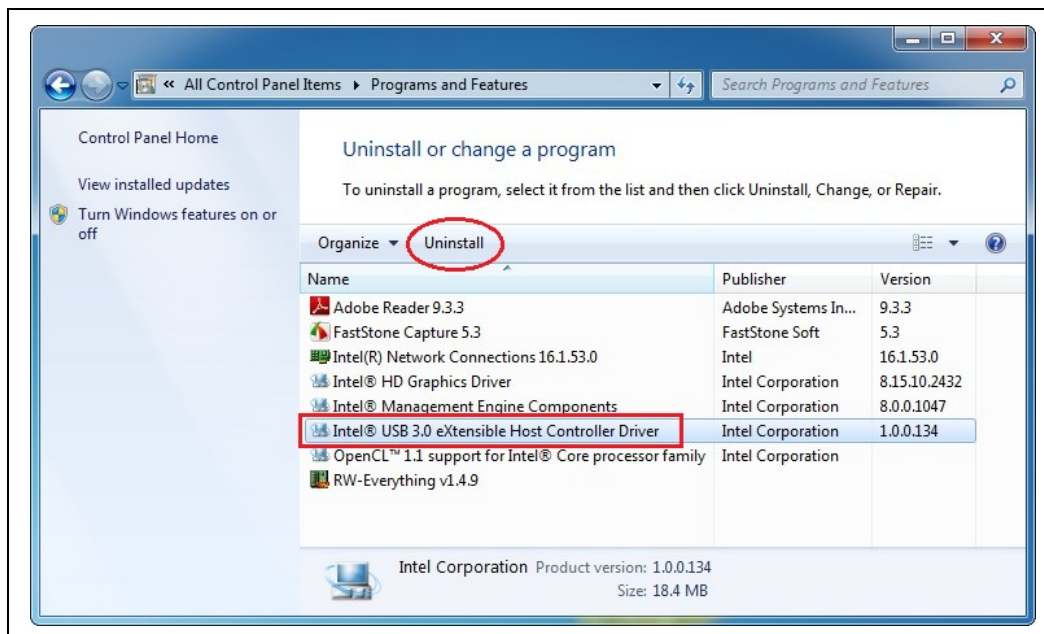 « All Control Panel Items ▸ Programs and Features
Search Programs and Features
Control Panel Home
View installed updates
Turn Windows features on or
off
Uninstall or change a program
To uninstall a program, select it from the list and then click Uninstall, Change, or Repair.
Organize Uninstall
Name Publisher Version
Adobe Reader 9.3.3 Adobe Systems In... 9.3.3
FastStone Capture 5.3 FastStone Soft 5.3
Intel(R) Network Connections 16.1.53.0 Intel 16.1.53.0
Intel® HD Graphics Driver Intel Corporation 8.15.10.2432
Intel® Management Engine Components Intel Corporation 8.0.0.1047
Intel® USB 3.0 eXtensible Host Controller Driver Intel Corporation 1.0.0.134
OpenCL™ 1.1 support for Intel® Core processor family Intel Corporation
RW-Everything v1.4.9
Intel Corporation Product version: 1.0.0.134
Size: 18.4 MB